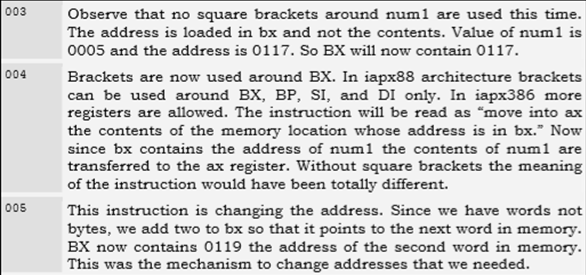 003 Observe that no square brackets around num1 are used this time.
The address is loaded in bx and not the contents. Value of num1 is
0005 and the address is 0117. So BX will now contain 0117.
004 Brackets are now used around BX. In iapx88 architecture brackets
can be used around BX, BP, SI, and DI only. In iapx386 more
registers are allowed. The instruction will be read as “move into ax
the contents of the memory location whose address is in bx.” Now
since bx contains the address of num1 the contents of num1 are
transferred to the ax register. Without square brackets the meaning
of the instruction would have been totally different.
005 This instruction is changing the address. Since we have words not
bytes, we add two to bx so that it points to the next word in memory.
BX now contains 0119 the address of the second word in memory.
This was the mechanism to change addresses that we needed.